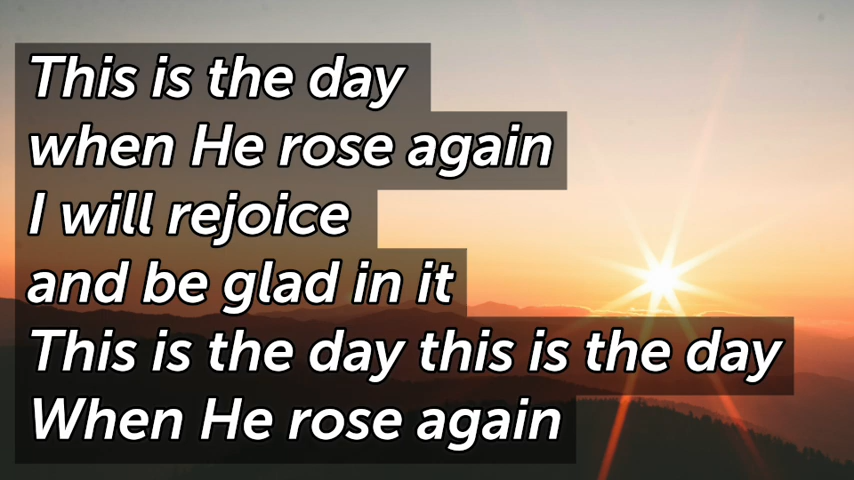 This is the day
when He rose again
I will rejoice
and be glad in it
This is the day this is the day
When He rose again